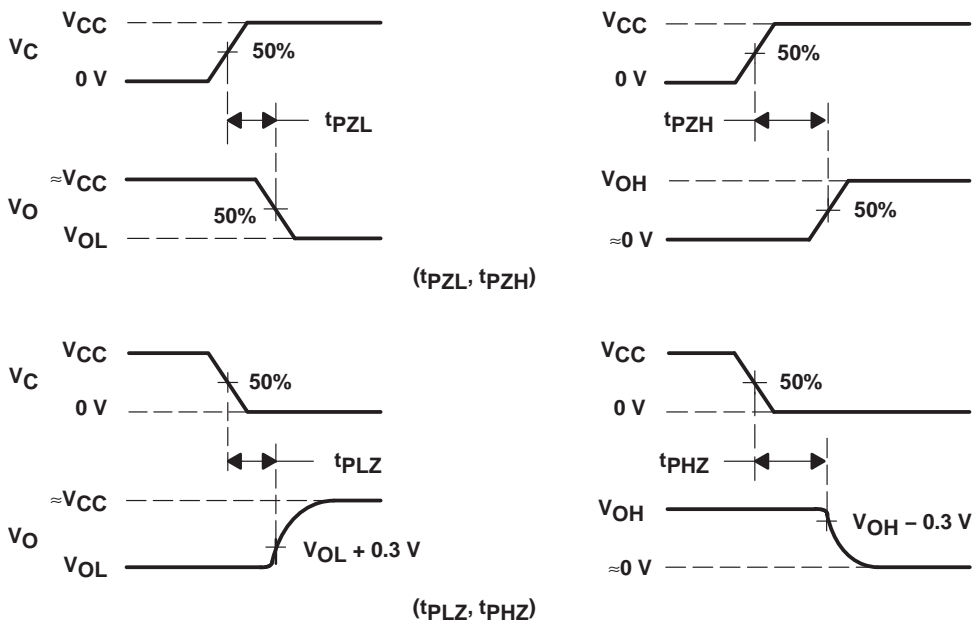 VCC VCC
VC 50% 50%
0 V 0 V
tPZL tPZH
≈VCC VOH
VO 50% 50%
VOL ≈0 V
(tPZL, tPZH)
VCC VCC
VC 50% 50%
0 V 0 V
tPLZ tPHZ
≈VCC VOH VOH – 0.3 V
VO VOL + 0.3 V
VOL ≈0 V
(tPLZ, tPHZ)